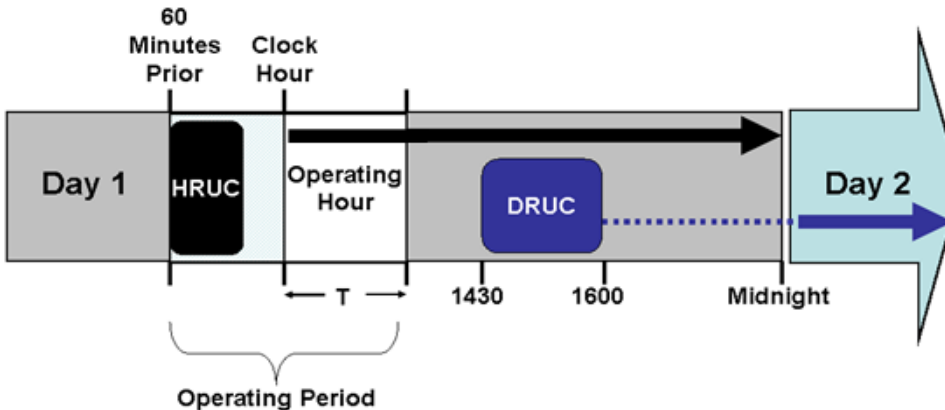 60
Minutes
Prior
Clock
Hour
Day 1
HRUC
Operating
Hour
DRUC
Day 2
T
1430
1600
Midnight
Operating Period